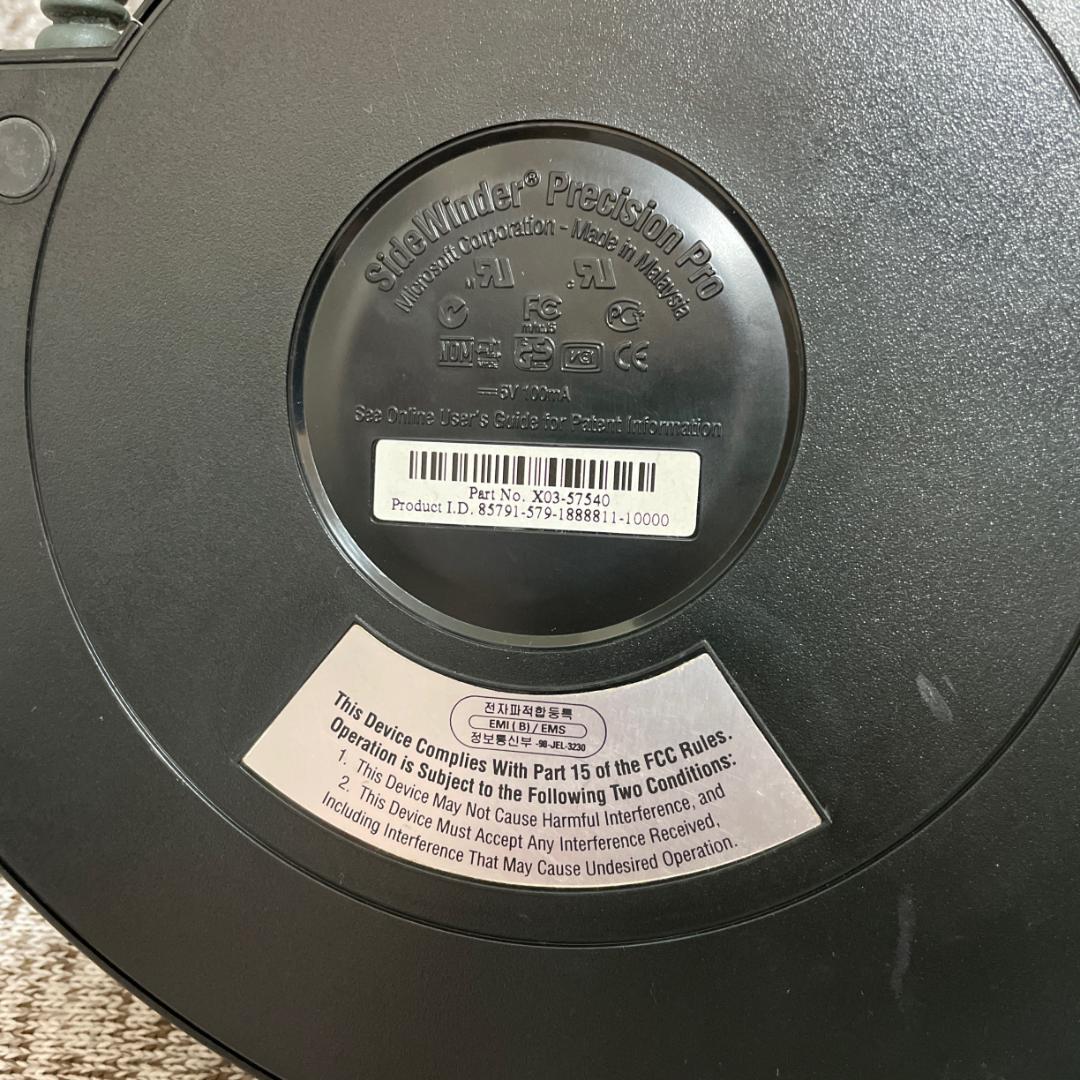 SideWinder® Precision Pro
Microsoft Corporation - Made in Malaysia
FC
CE
5V 100mA
See Online User's Guide for Patent Information
Part No. X03-57540
Product I.D. 85791-579-1888811-10000
전자파적합등록
EMI ( B ) / EMS
정보통신부 -98-JEL-3230
This Device Complies With Part 15 of the FCC Rules.
Operation is Subject to the Following Two Conditions:
1. This Device May Not Cause Harmful Interference, and
2. This Device Must Accept Any Interference Received,
Including Interference That May Cause Undesired Operation.